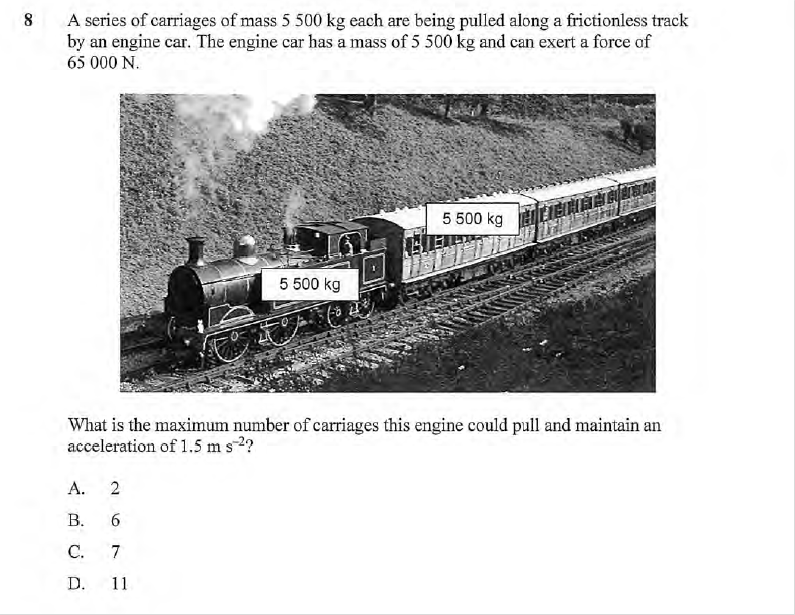 8 A series of carriages of mass 5 500 kg each are being pulled along a frictionless track
by an engine car. The engine car has a mass of 5 500 kg and can exert a force of
65 000 N.
5 500 kg
5 500 kg
What is the maximum number of carriages this engine could pull and maintain an
acceleration of 1.5 m s⁻²?
A. 2
B. 6
C. 7
D. 11